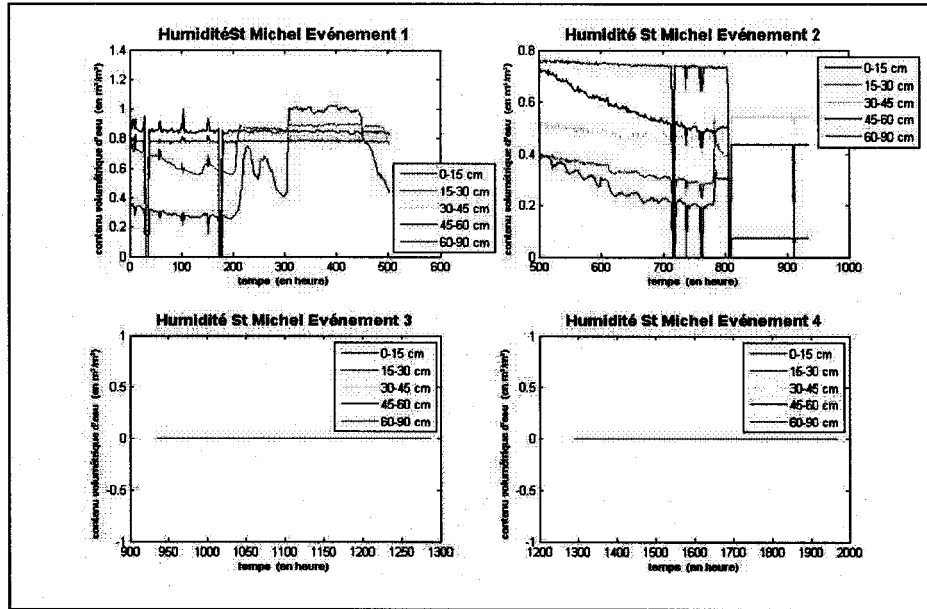 HumiditéSt Michel Evénement 1
contenu volumétrique d'eau (en m³/m³)
1.4
1.2
1
0.8
0.6
0.4
0.2
0
0 100 200 300 400 500 600
temps (en heure)
0-15 cm
15-30 cm
30-45 cm
45-60 cm
60-90 cm
Humidité St Michel Evénement 2
contenu volumétrique d'eau (en m³/m³)
0.8
0.6
0.4
0.2
0
500 600 700 800 900 1000
temps (en heure)
0-15 cm
15-30 cm
30-45 cm
45-60 cm
60-90 cm
Humidité St Michel Evénement 3
contenu volumétrique d'eau (en m³/m³)
1
0.5
0
-0.5
-1
900 950 1000 1050 1100 1150 1200 1250 1300
temps (en heure)
0-15 cm
15-30 cm
30-45 cm
45-60 cm
60-90 cm
Humidité St Michel Evénement 4
contenu volumétrique d'eau (en m³/m³)
1
0.5
0
-0.5
-1
1200 1300 1400 1500 1600 1700 1800 1900 2000
temps (en heure)
0-15 cm
15-30 cm
30-45 cm
45-60 cm
60-90 cm